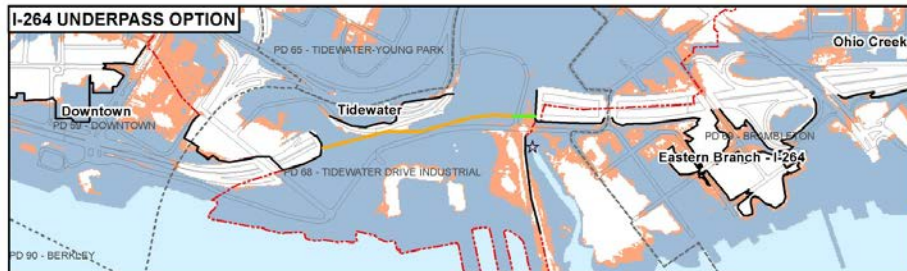 I-264 UNDERPASS OPTION
PD 65 - TIDEWATER-YOUNG PARK
Ohio Creek
Downtown
Tidewater
PD 59 - DOWNTOWN
PD 69 - BRAMBLETON
Eastern Branch - I-264
PD 68 - TIDEWATER DRIVE INDUSTRIAL
PD 90 - BERKLEY